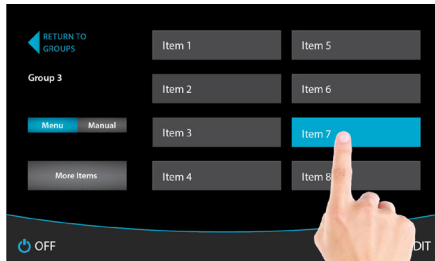 RETURN TO
GROUPS
Group 3
Menu Manual
More Items
Item 1
Item 2
Item 3
Item 4
Item 5
Item 6
Item 7
Item 8
OFF